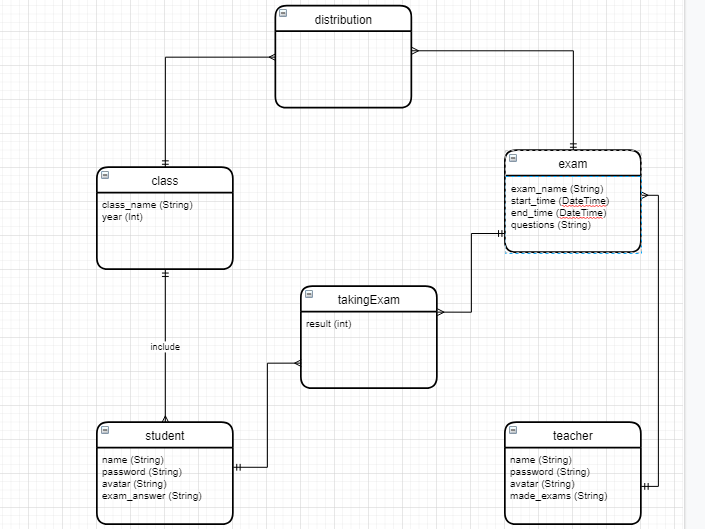 distribution
exam
exam_name (String)
start_time (DateTime)
end_time (DateTime)
questions (String)
class
class_name (String)
year (Int)
takingExam
result (int)
include
student
name (String)
password (String)
avatar (String)
exam_answer (String)
teacher
name (String)
password (String)
avatar (String)
made_exams (String)